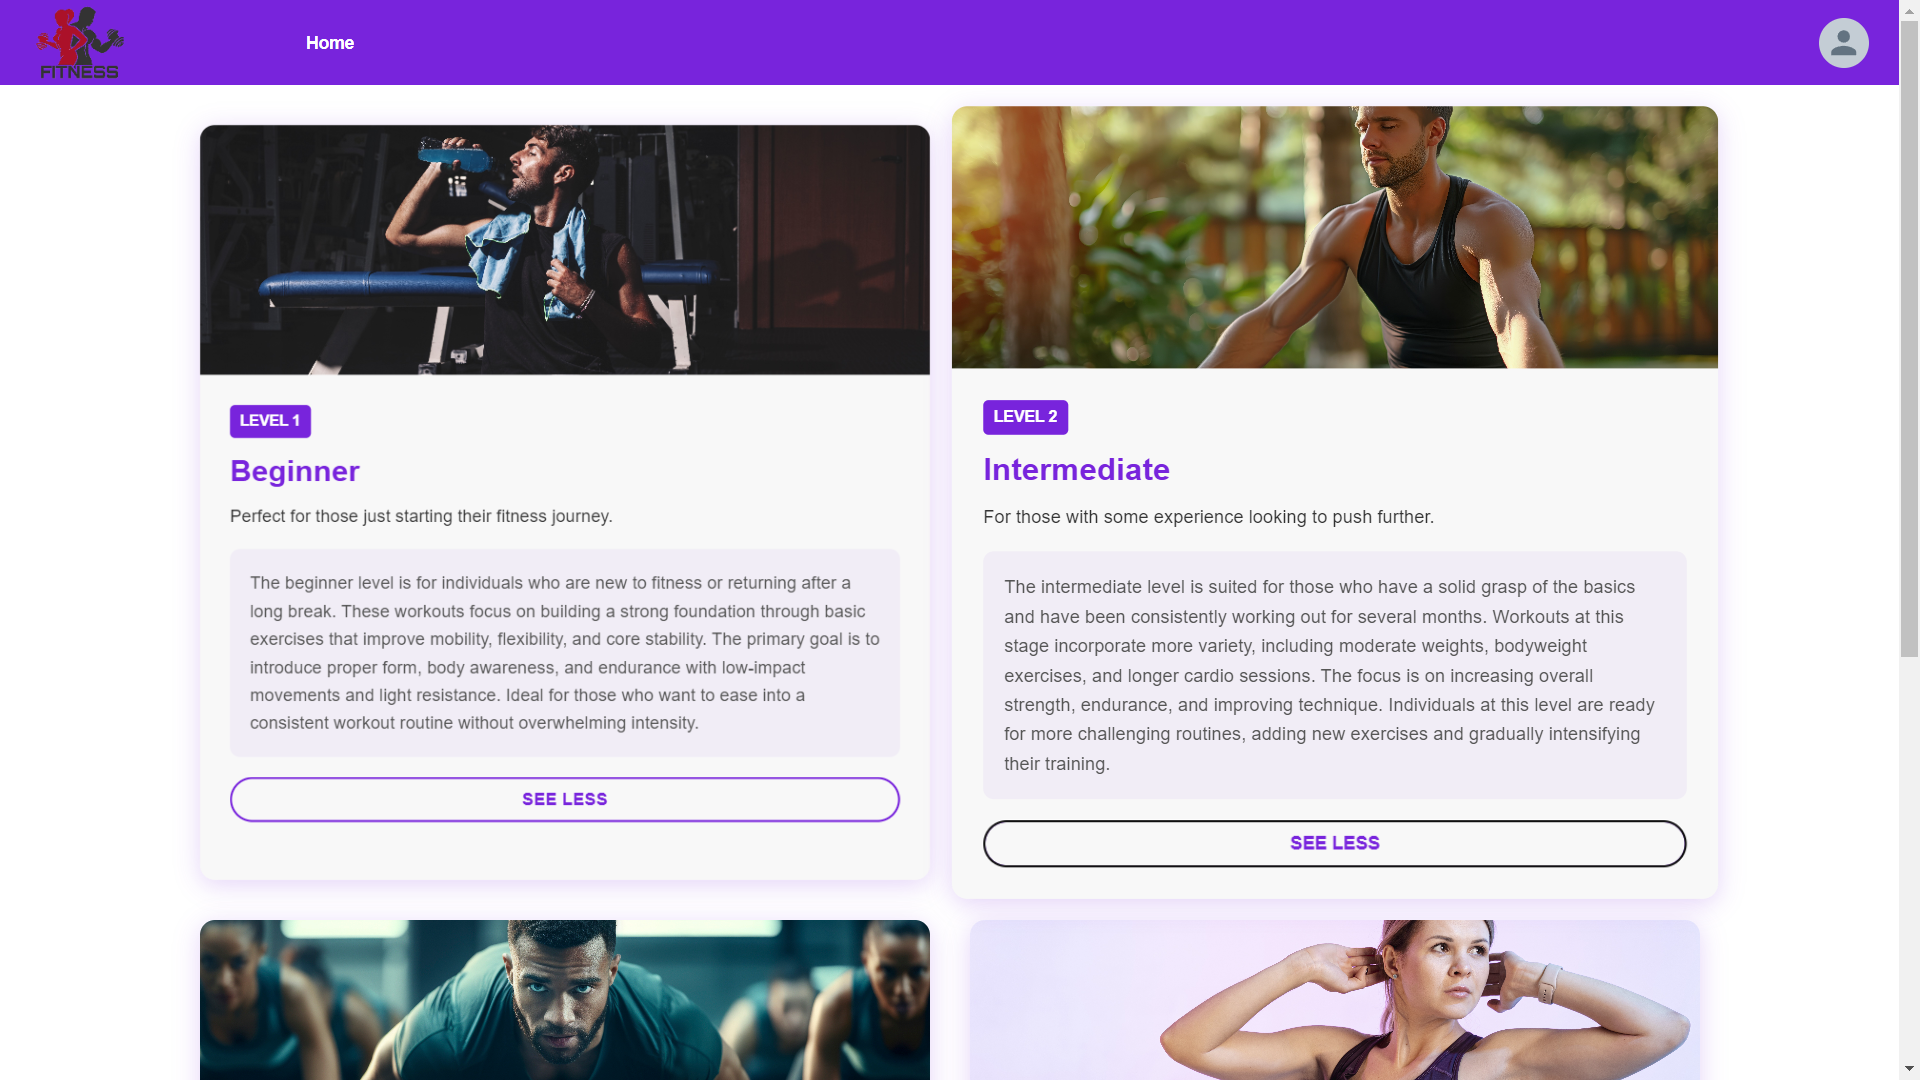 FITNESS
Home
LEVEL 1
Beginner
Perfect for those just starting their fitness journey.
The beginner level is for individuals who are new to fitness or returning after a
long break. These workouts focus on building a strong foundation through basic
exercises that improve mobility, flexibility, and core stability. The primary goal is to
introduce proper form, body awareness, and endurance with low-impact
movements and light resistance. Ideal for those who want to ease into a
consistent workout routine without overwhelming intensity.
SEE LESS
LEVEL 2
Intermediate
For those with some experience looking to push further.
The intermediate level is suited for those who have a solid grasp of the basics
and have been consistently working out for several months. Workouts at this
stage incorporate more variety, including moderate weights, bodyweight
exercises, and longer cardio sessions. The focus is on increasing overall
strength, endurance, and improving technique. Individuals at this level are ready
for more challenging routines, adding new exercises and gradually intensifying
their training.
SEE LESS